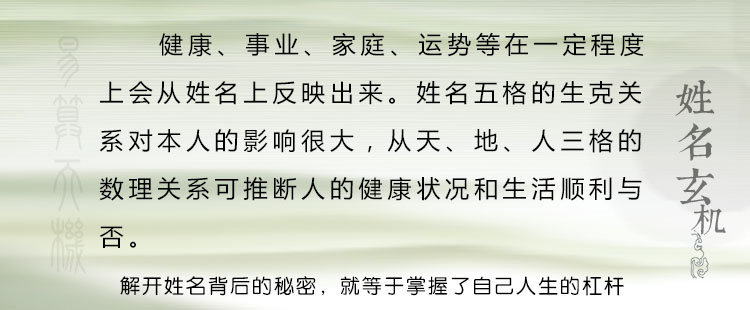 健康、事业、家庭、运势等在一定程度
上会从姓名上反映出来。姓名五格的生克关
系对本人的影响很大，从天、地、人三格的
数理关系可推断人的健康状况和生活顺利与
否。
解开姓名背后的秘密，就等于掌握了自己人生的杠杆
姓名玄机
易算天機